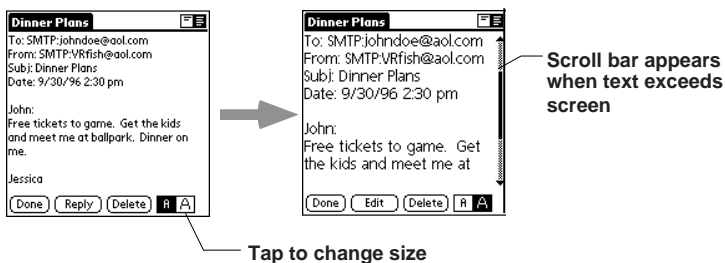 Dinner Plans
To: SMTP:johndoe@aol.com
From: SMTP:VRfish@aol.com
Subj: Dinner Plans
Date: 9/30/96 2:30 pm
John:
Free tickets to game. Get the kids
and meet me at ballpark. Dinner on
me.
Jessica
Done Reply Delete A A
Dinner Plans
To: SMTP:johndoe@aol.com
From: SMTP:VRfish@aol.com
Subj: Dinner Plans
Date: 9/30/96 2:30 pm
John:
Free tickets to game. Get
the kids and meet me at
Done Edit Delete A A
Scroll bar appears
when text exceeds
screen
Tap to change size